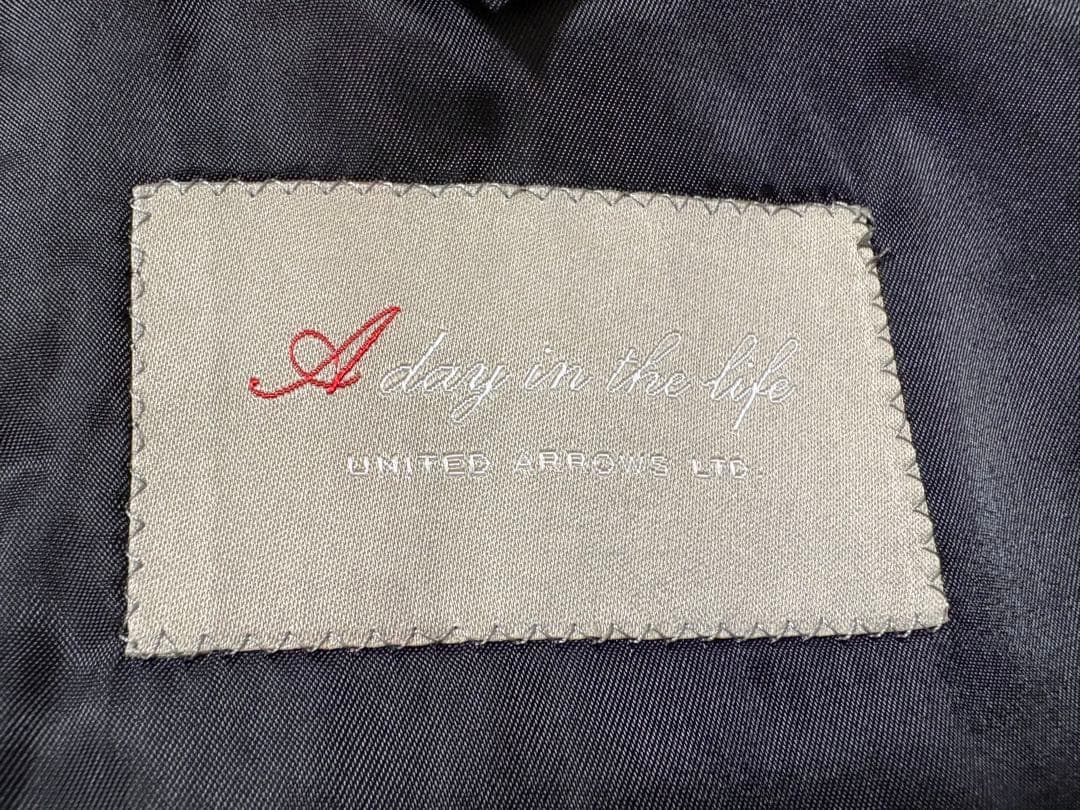 A day in the life
UNITED ARROWS LTD.